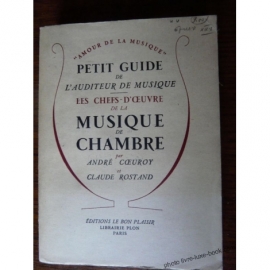 "AMOUR DE LA MUSIQUE"
PETIT GUIDE
DE
L'AUDITEUR DE MUSIQUE
LES CHEFS-D'ŒUVRE
DE LA
MUSIQUE
DE
CHAMBRE
par
ANDRÉ CŒUROY
et
CLAUDE ROSTAND
ÉDITIONS LE BON PLAISIR
LIBRAIRIE PLON
PARIS
photo livre-luxe-book